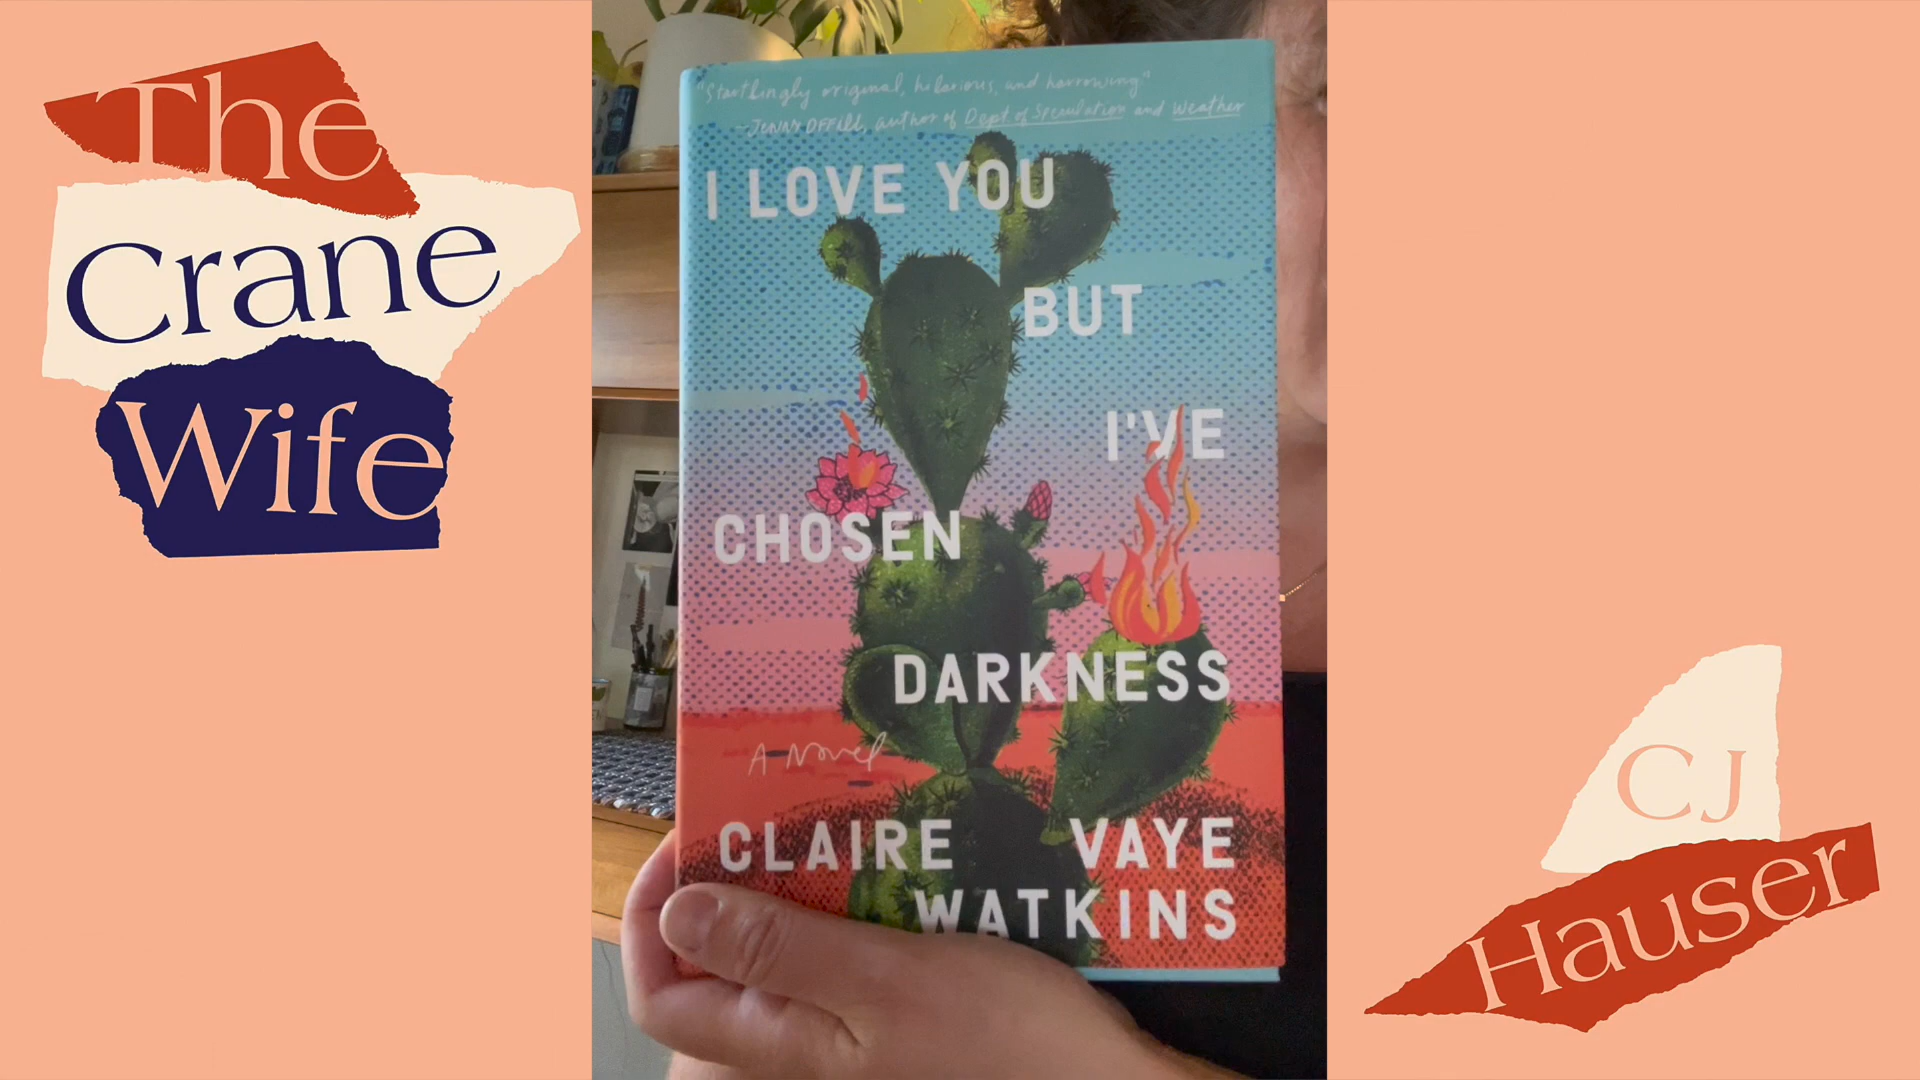 The
Crane
Wife
"Startlingly original, hilarious, and harrowing"
—JENNY OFFILL, author of Dept of Speculation and Weather
I LOVE YOU
BUT
I'VE
CHOSEN
DARKNESS
A Novel
CLAIRE VAYE
WATKINS
CJ
Hauser